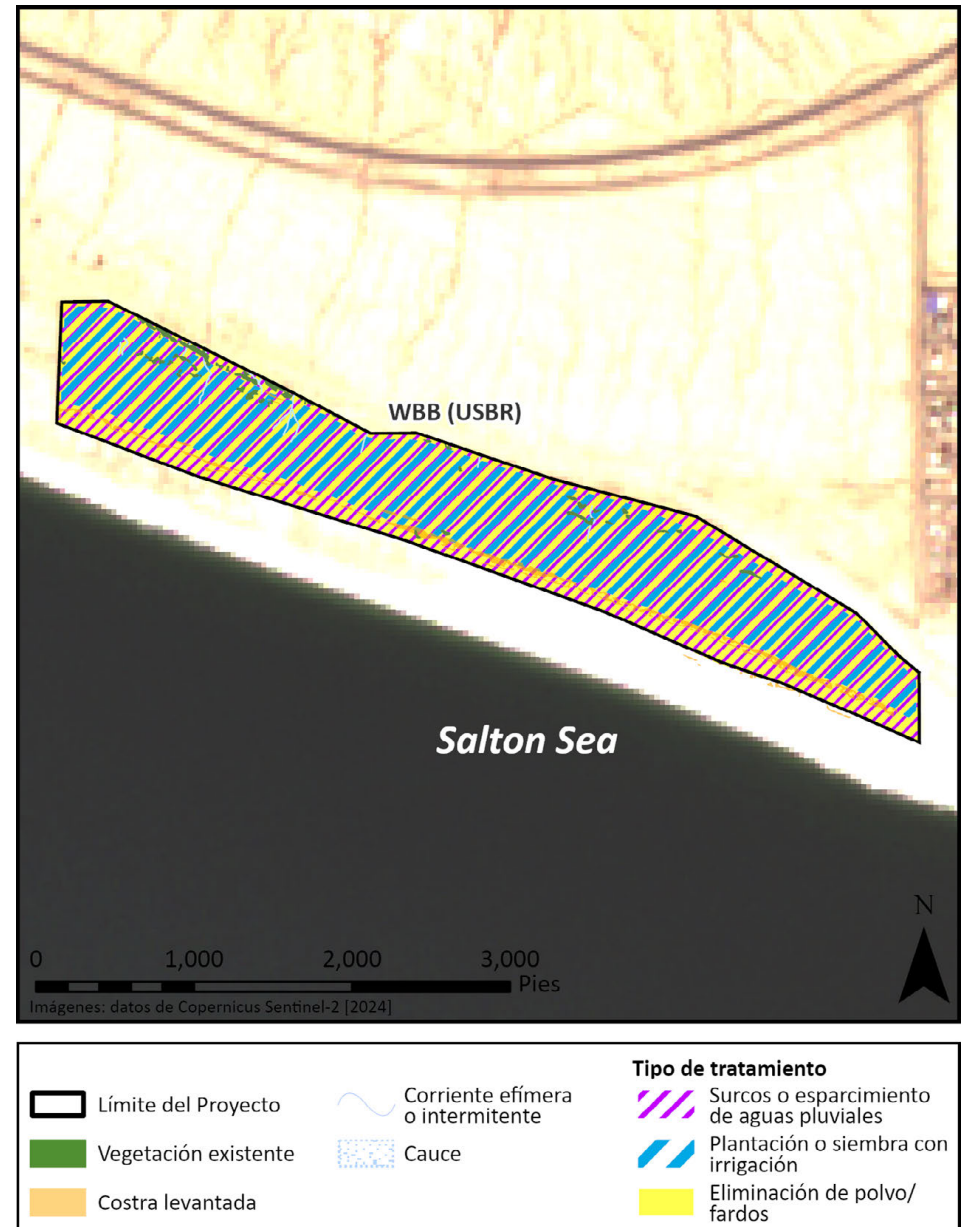 WBB (USBR)
Salton Sea
N
0 1,000 2,000 3,000
Pies
Imágenes: datos de Copernicus Sentinel-2 [2024]
Límite del Proyecto
Vegetación existente
Costra levantada
Corriente efímera
o intermitente
Cauce
Tipo de tratamiento
Surcos o esparcimiento
de aguas pluviales
Plantación o siembra con
irrigación
Eliminación de polvo/
fardos